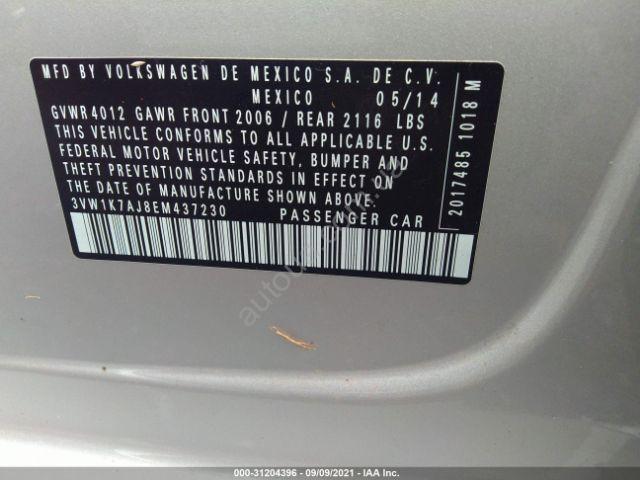 MFD BY VOLKSWAGEN DE MEXICO S.A. DE C.V.
MEXICO 05/14
GVWR 4012 GAWR FRONT 2006 / REAR 2116 LBS
THIS VEHICLE CONFORMS TO ALL APPLICABLE U.S.
FEDERAL MOTOR VEHICLE SAFETY, BUMPER AND
THEFT PREVENTION STANDARDS IN EFFECT ON
THE DATE OF MANUFACTURE SHOWN ABOVE.
3VW1K7AJ8EM437230 PASSENGER CAR
2017485 1018 M
000-31204396 - 09/09/2021 - IAA Inc.